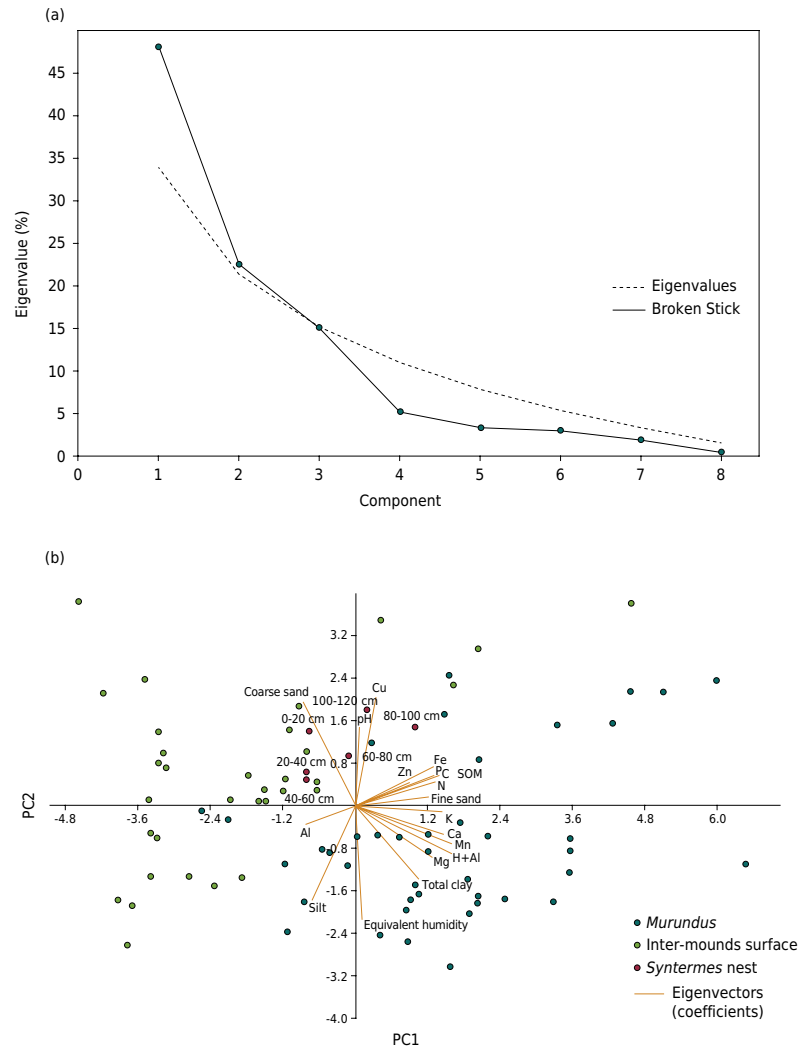 (a)
45
40
35
30
25
20
15
10
5
0
Eigenvalue (%)
Eigenvalues
Broken Stick
0 1 2 3 4 5 6 7 8
Component
(b)
3.2
2.4
1.6
0.8
-0.8
-1.6
-2.4
-3.2
-4.0
PC2
-4.8 -3.6 -2.4 -1.2 1.2 2.4 3.6 4.8 6.0
PC1
Coarse sand
Cu
100-120 cm
80-100 cm
0-20 cm
pH
60-80 cm
20-40 cm
40-60 cm
Fe
Zn
P
C SOM
N
Fine sand
K
Al
Ca
Mn
H+Al
Mg
Total clay
Silt
Equivalent humidity
Murundus
Inter-mounds surface
Syntermes nest
Eigenvectors
(coefficients)